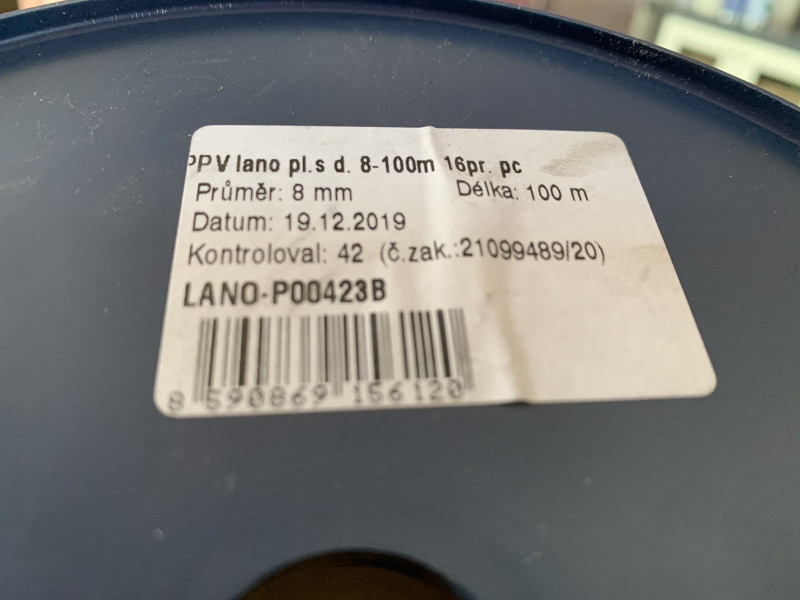 PPV lano pl.s d. 8-100m 16pr. pc
Průměr: 8 mm Délka: 100 m
Datum: 19.12.2019
Kontroloval: 42 (č.zak.:21099489/20)
LANO-P00423B
8 590869 156120